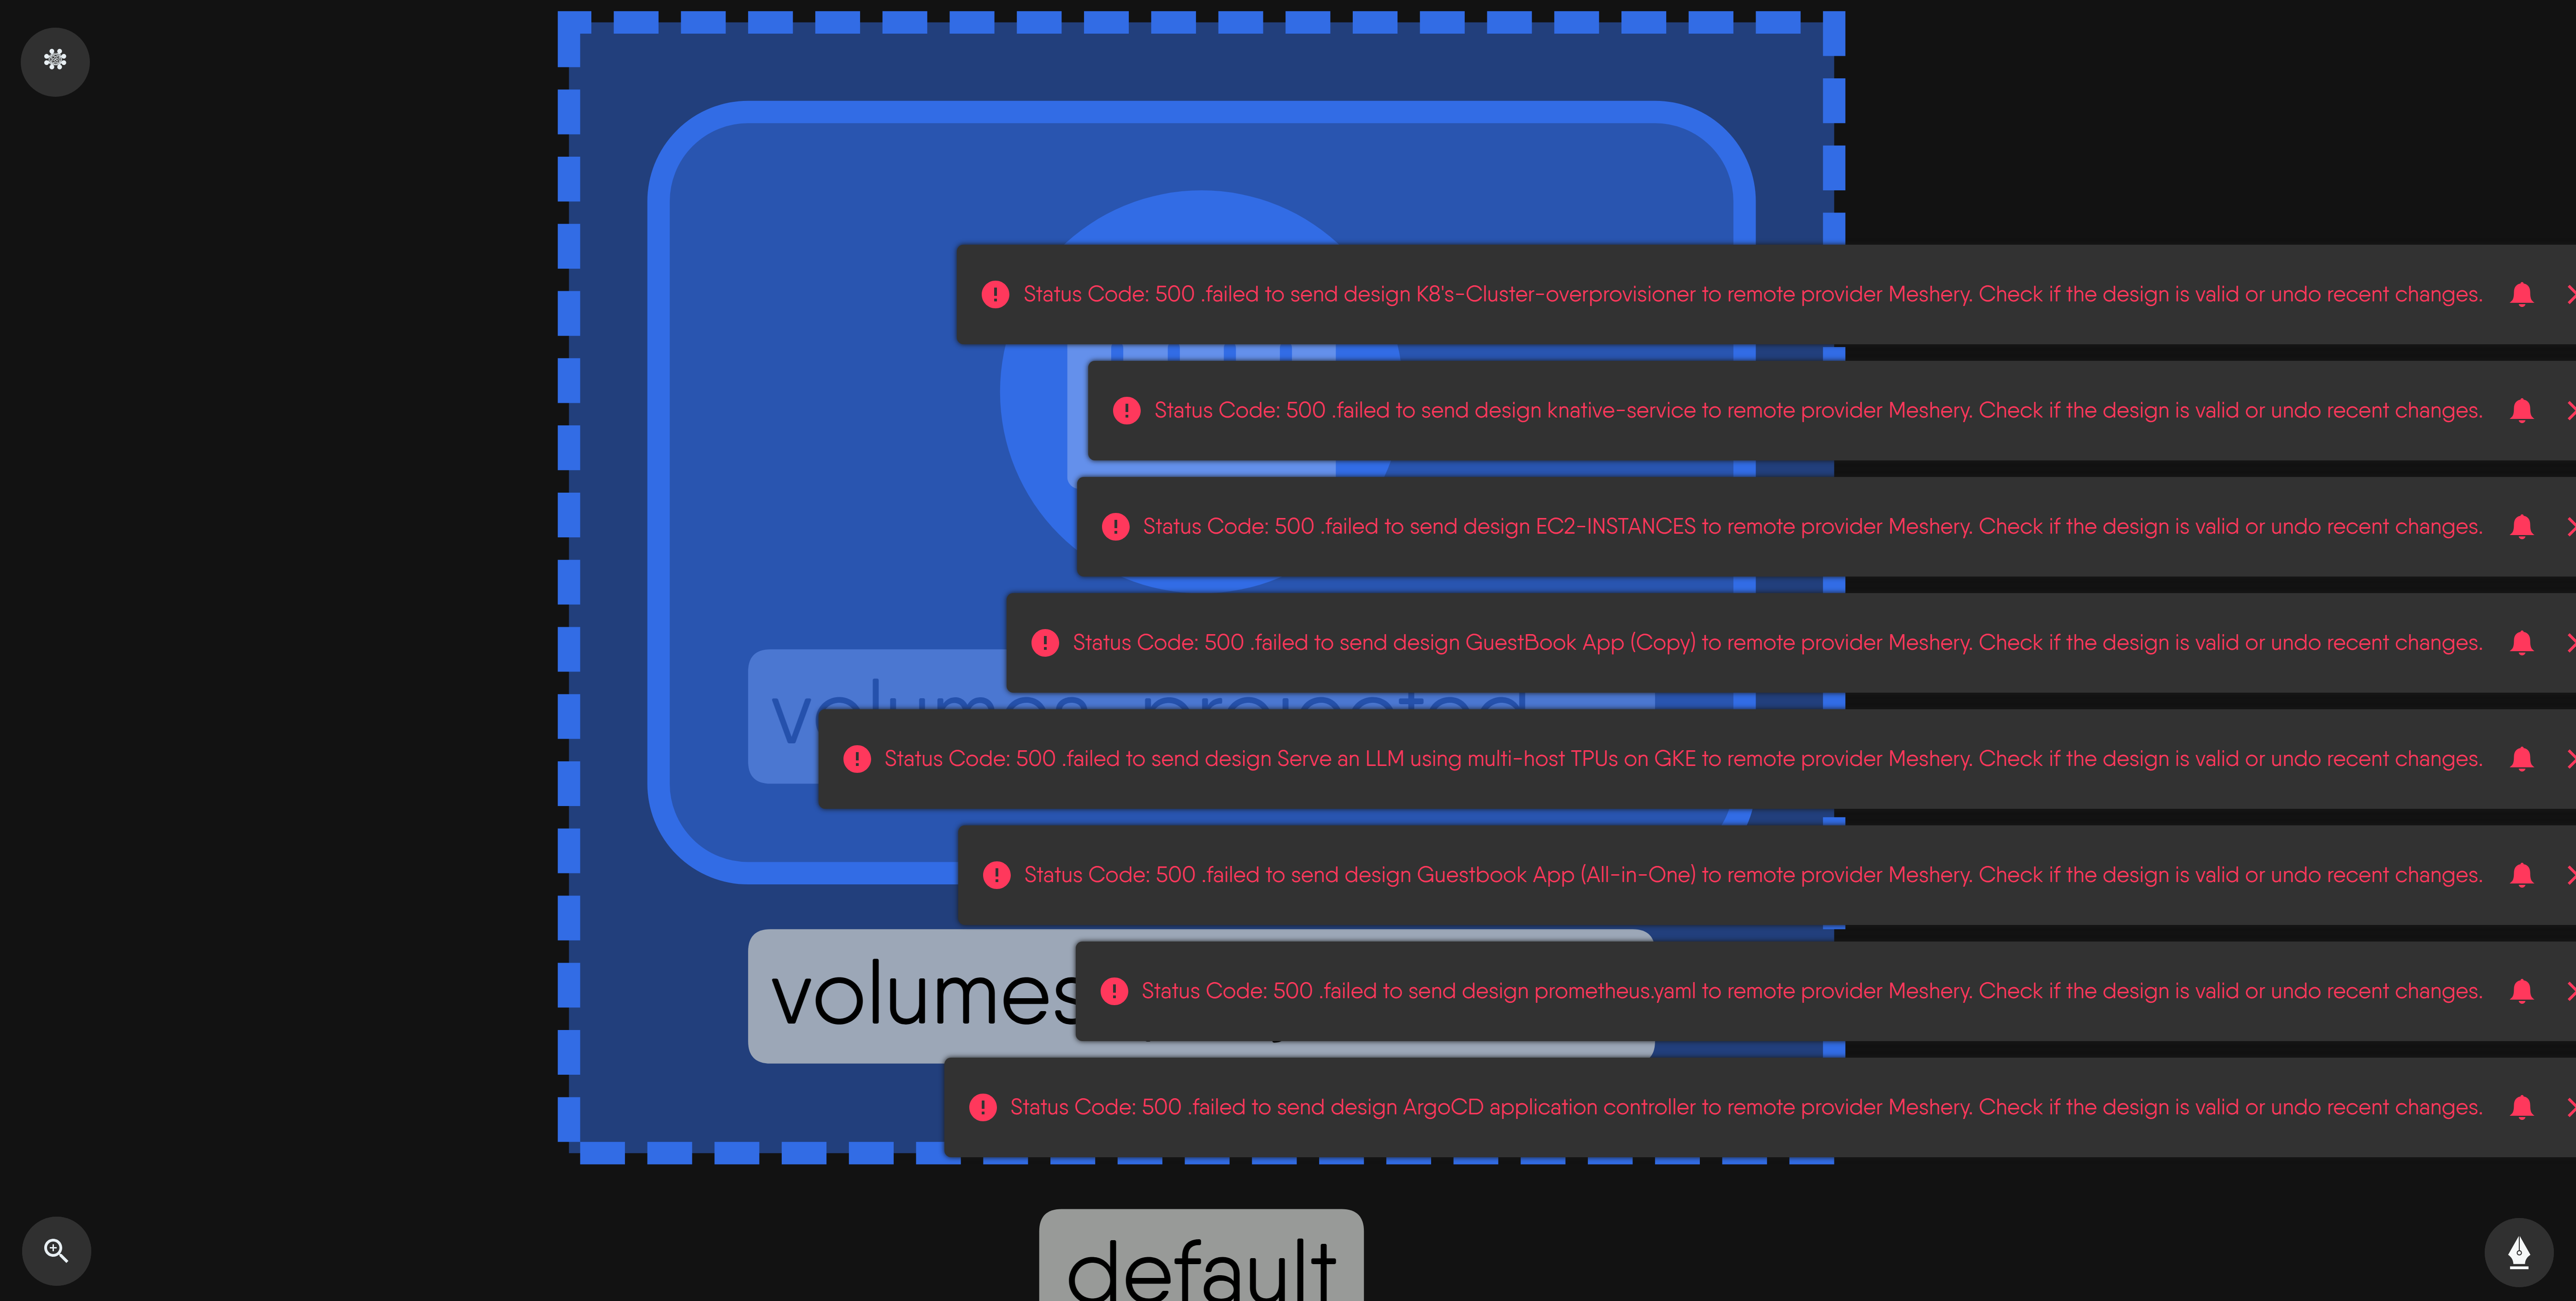 Status Code: 500 .failed to send design K8's-Cluster-overprovisioner to remote provider Meshery. Check if the design is valid or undo recent changes.
Status Code: 500 .failed to send design knative-service to remote provider Meshery. Check if the design is valid or undo recent changes.
Status Code: 500 .failed to send design EC2-INSTANCES to remote provider Meshery. Check if the design is valid or undo recent changes.
Status Code: 500 .failed to send design GuestBook App (Copy) to remote provider Meshery. Check if the design is valid or undo recent changes.
volumes projected
Status Code: 500 .failed to send design Serve an LLM using multi-host TPUs on GKE to remote provider Meshery. Check if the design is valid or undo recent changes.
Status Code: 500 .failed to send design Guestbook App (All-in-One) to remote provider Meshery. Check if the design is valid or undo recent changes.
volumes
Status Code: 500 .failed to send design prometheus.yaml to remote provider Meshery. Check if the design is valid or undo recent changes.
Status Code: 500 .failed to send design ArgoCD application controller to remote provider Meshery. Check if the design is valid or undo recent changes.
default